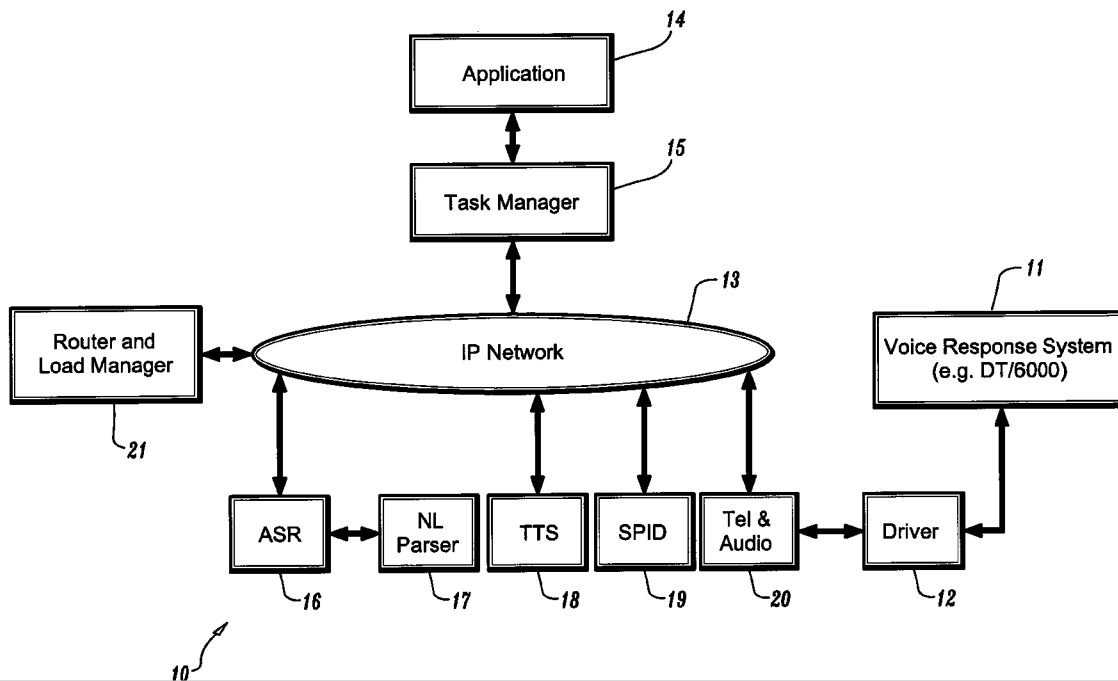 14
Application
15
Task Manager
13
11
Router and
Load Manager
IP Network
Voice Response System
(e.g. DT/6000)
21
ASR
NL
Parser
TTS
SPID
Tel &
Audio
Driver
16
17
18
19
20
12
10